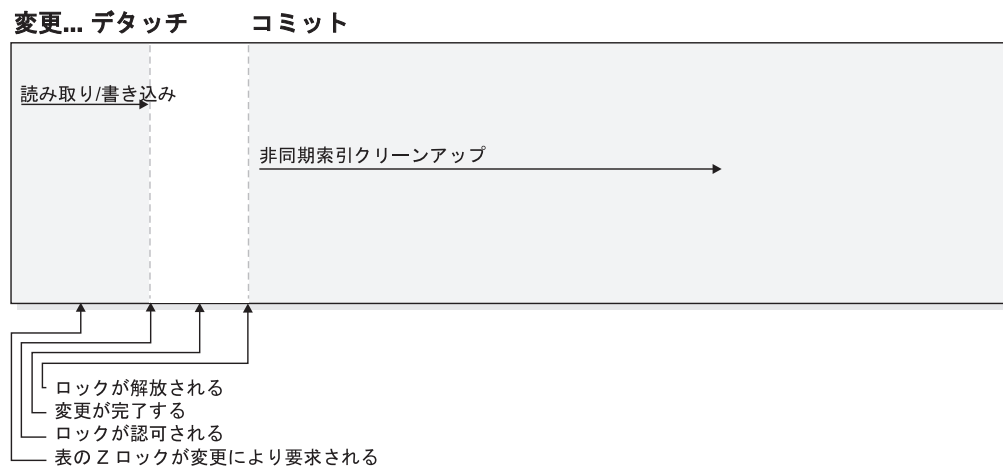 変更... デタッチ コミット
読み取り/書き込み
非同期索引クリーンアップ
ロックが解放される
変更が完了する
ロックが認可される
表の Z ロックが変更により要求される